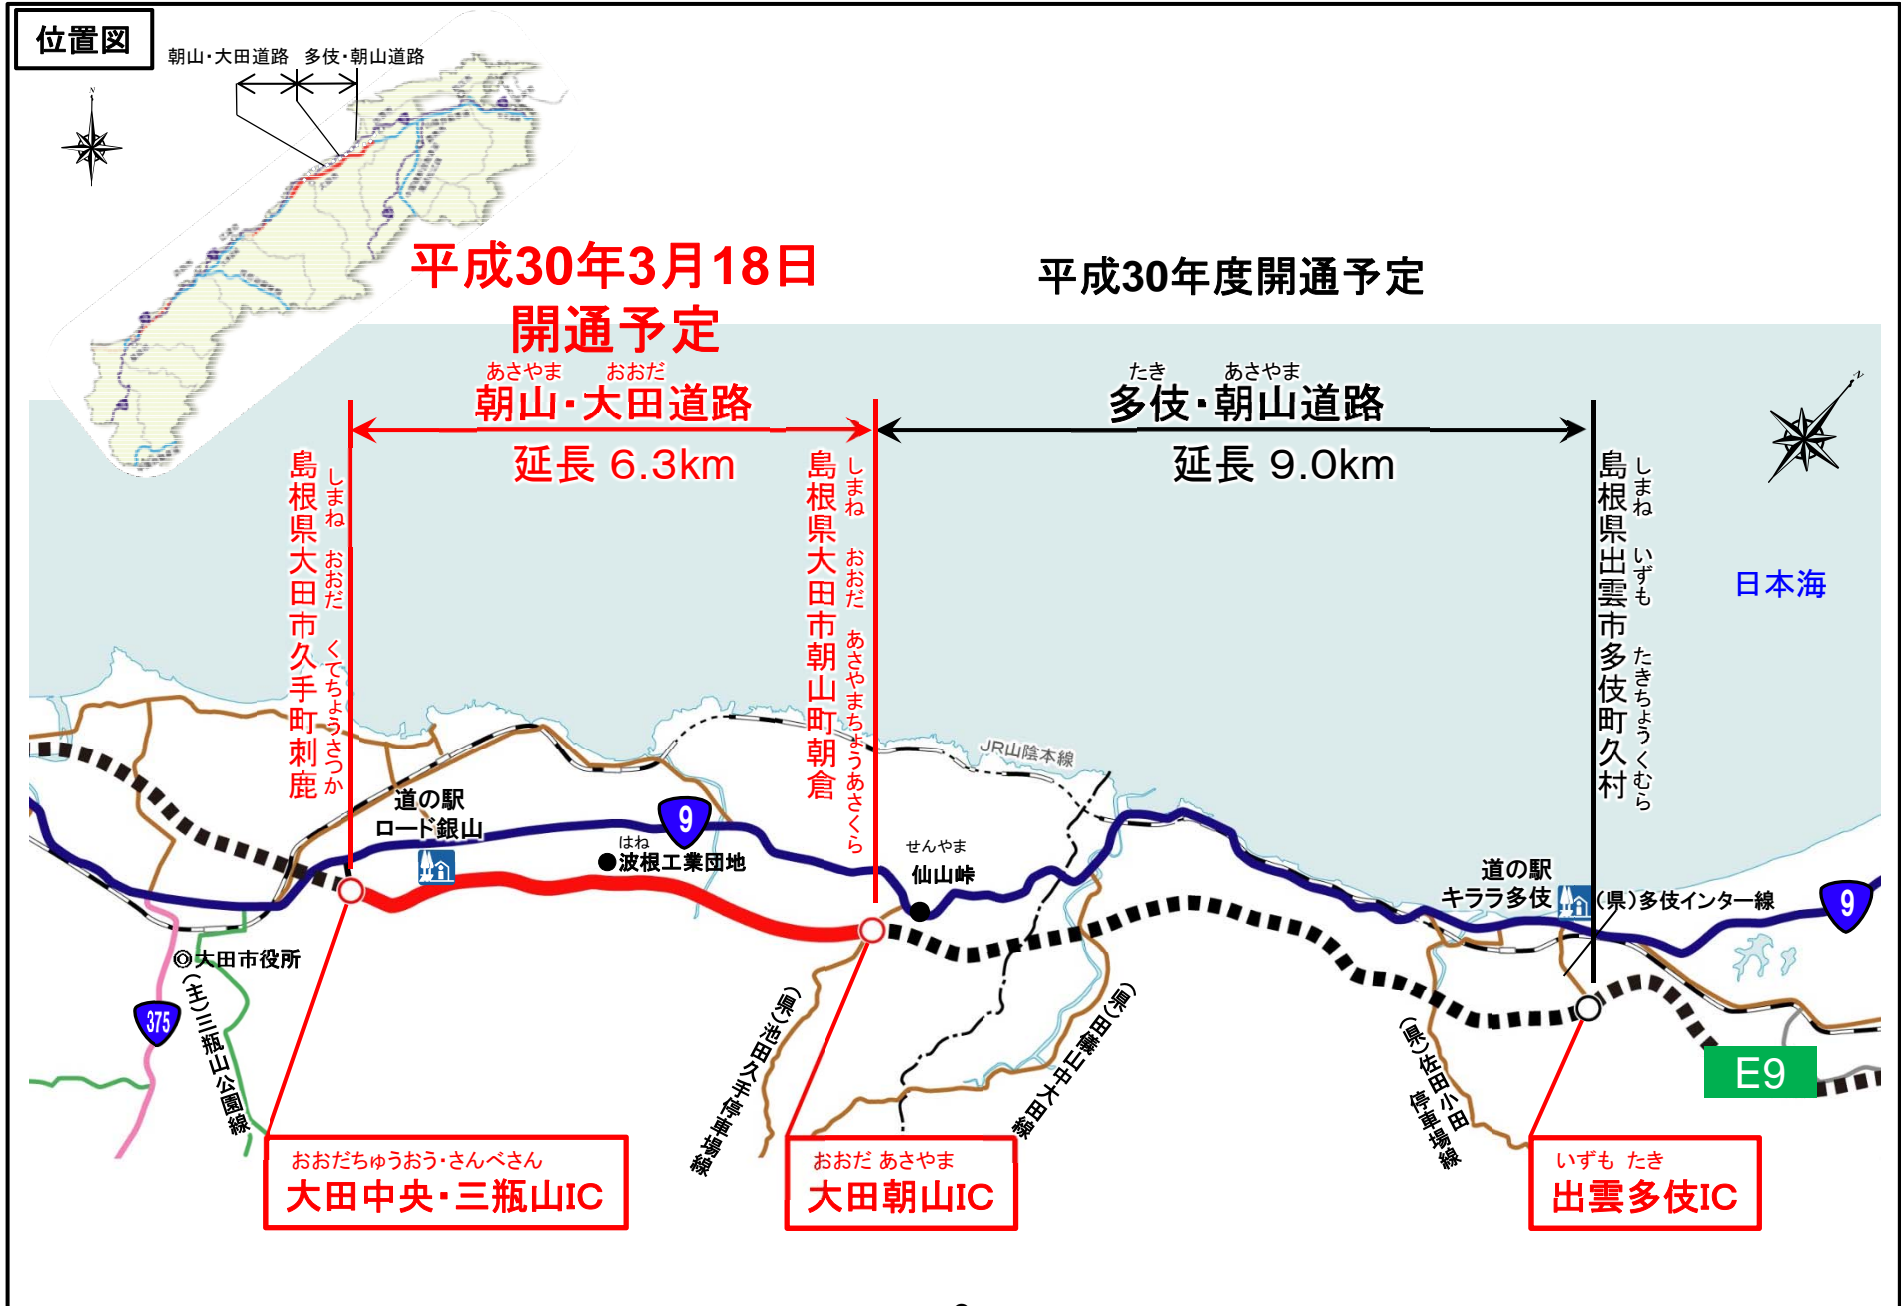 位置図
朝山・大田道路
多伎・朝山道路
N
平成30年3月18日
開通予定
平成30年度開通予定
あさやま おおだ
朝山・大田道路
延長 6.3km
たき あさやま
多伎・朝山道路
延長 9.0km
N
しまね おおだ くてちょうさつか
島根県大田市久手町刺鹿
しまね おおだ あさやまちょうあさくら
島根県大田市朝山町朝倉
しまね いずも たきちょうくむら
島根県出雲市多伎町久村
日本海
JR山陰本線
道の駅
ロード銀山
9
はね
●波根工業団地
せんやま
仙山峠
道の駅
キララ多伎
(県)多伎インター線
9
◎大田市役所
375
(主)三瓶山公園線
(県)池田久手停車場線
(県)田儀山中大田線
(県)佐田小田
停車場線
E9
おおだちゅうおう・さんべさん
大田中央・三瓶山IC
おおだ あさやま
大田朝山IC
いずも たき
出雲多伎IC